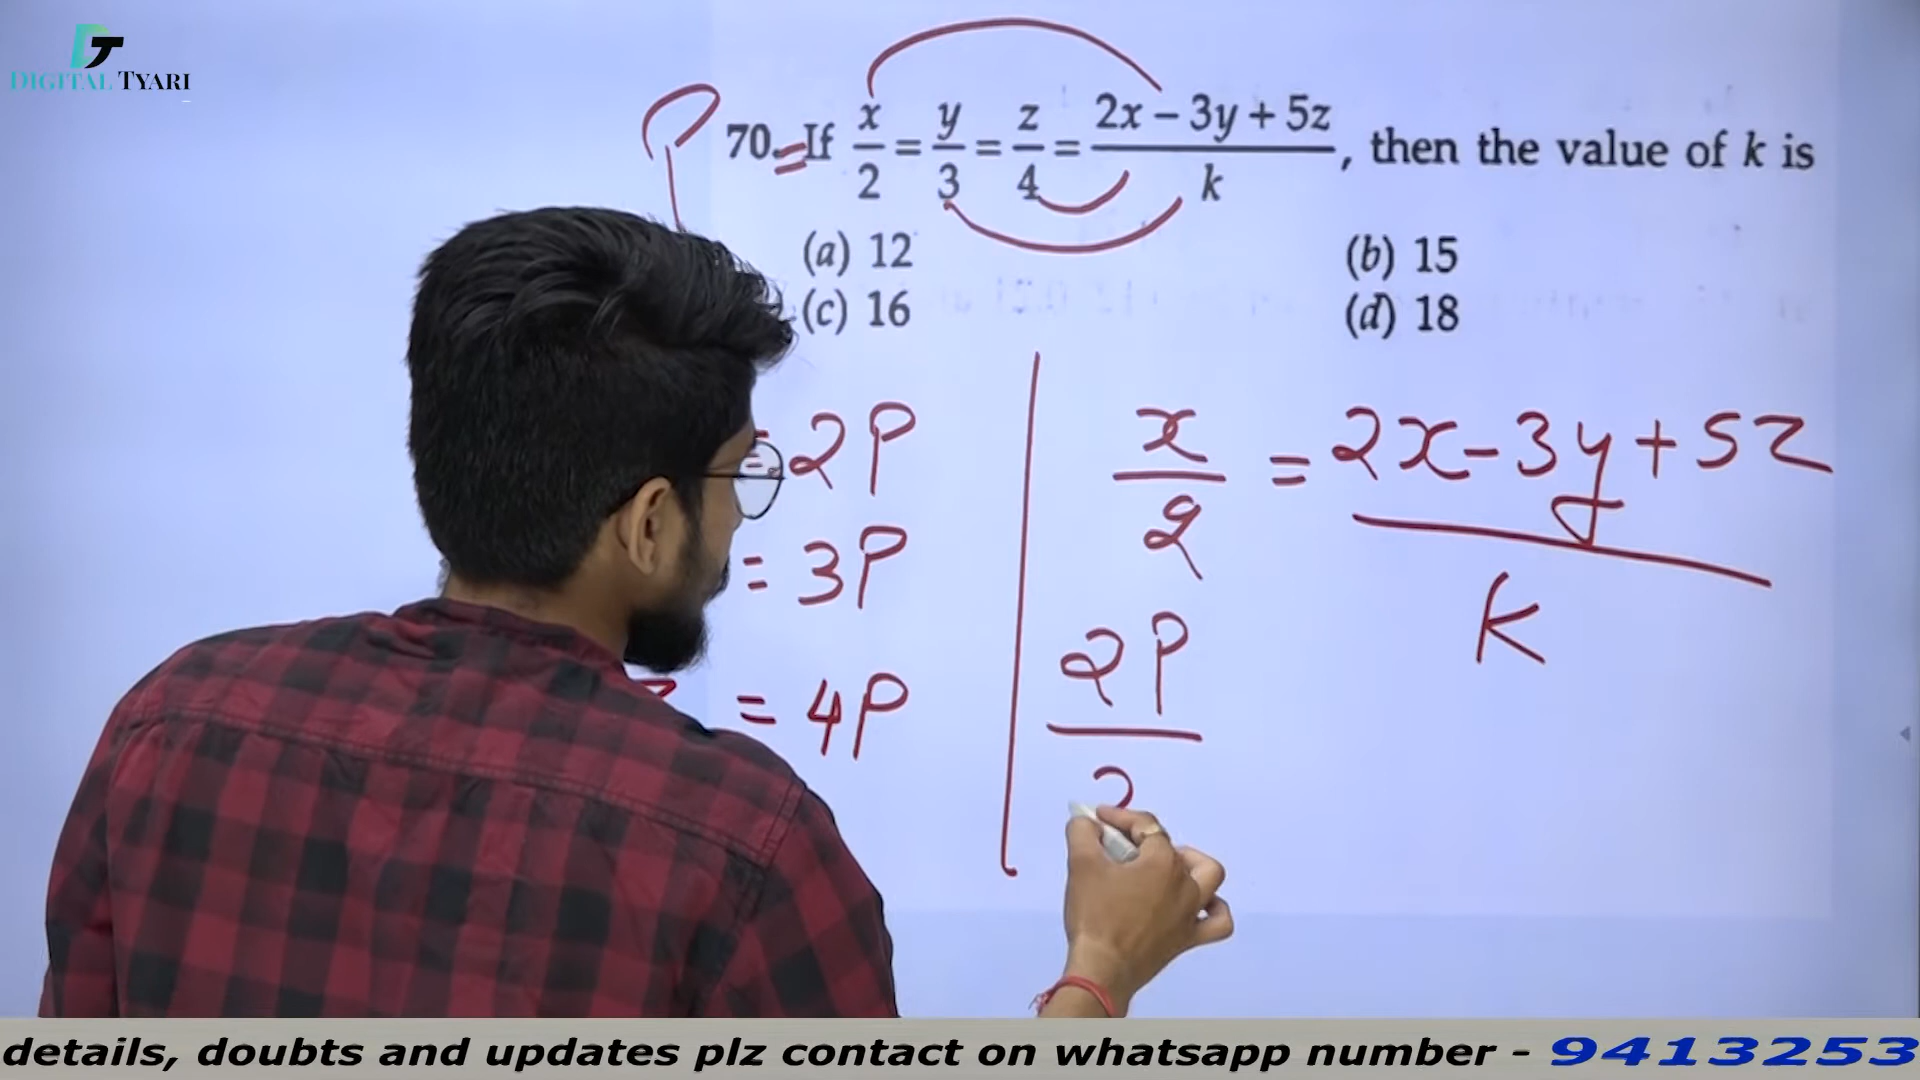 DIGITAL TYARI
P
70. If x/2 = y/3 = z/4 = (2x – 3y + 5z)/k , then the value of k is
(a) 12 (b) 15
(c) 16 (d) 18
= 2P
= 3P
= 4P
x/2 = (2x - 3y + 5z)/K
2P/2
details, doubts and updates plz contact on whatsapp number - 9413253